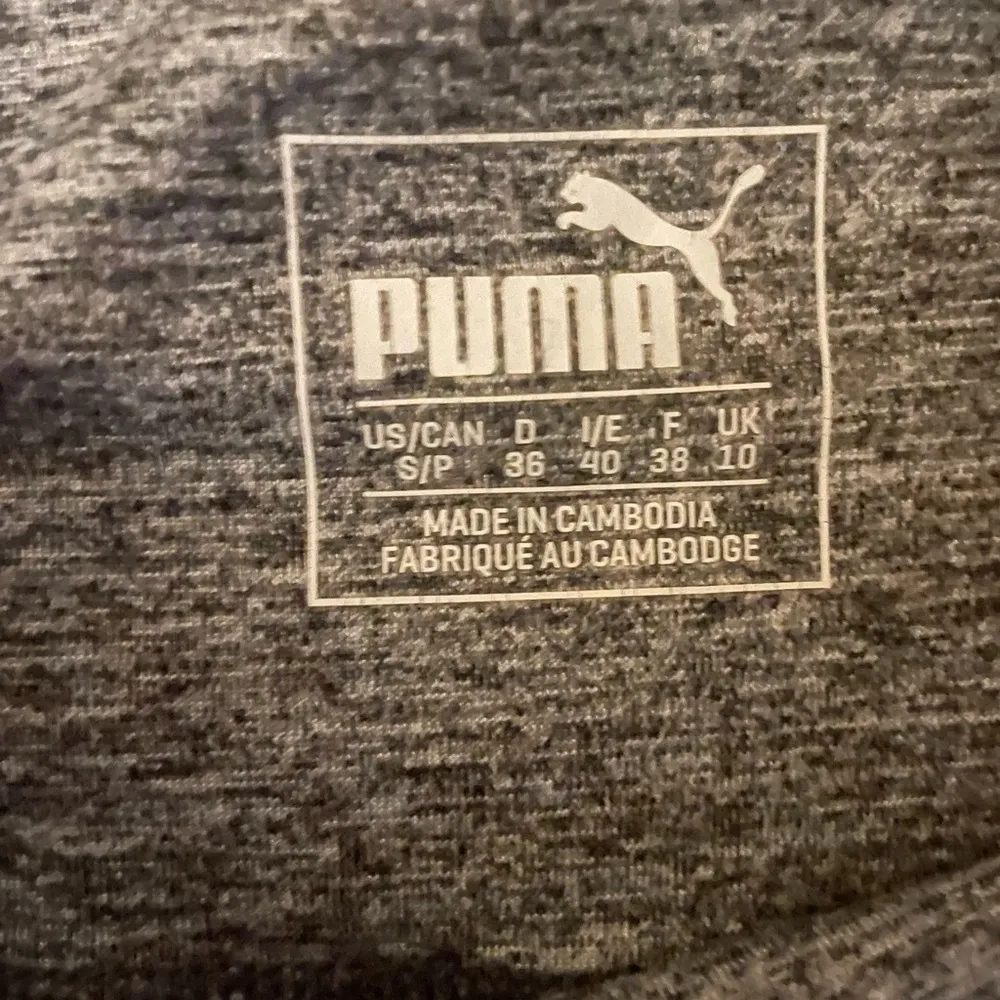 PUMA
US/CAN D I/E F UK
S/P 36 40 38 10
MADE IN CAMBODIA
FABRIQUÉ AU CAMBODGE